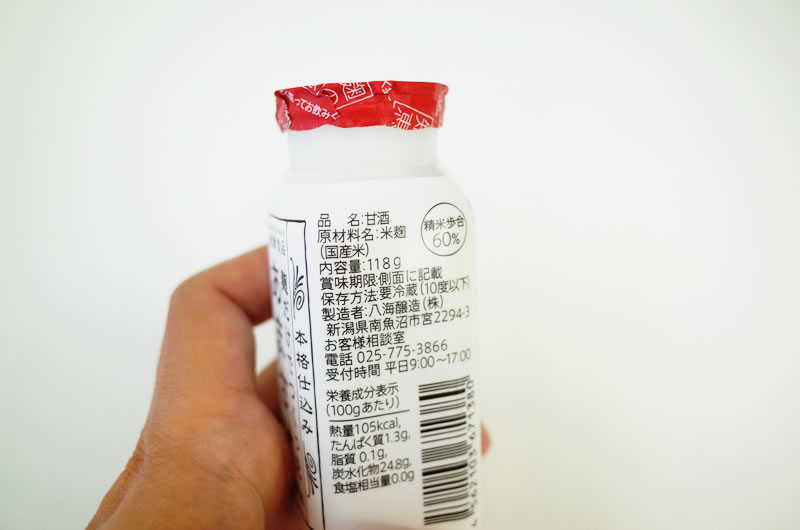 ってお飲みく
品　名:甘酒
原材料名:米麹
(国産米)
内容量:118g
賞味期限:側面に記載
保存方法:要冷蔵(10度以下)
製造者:八海醸造(株)
新潟県南魚沼市宮2294-3
お客様相談室
電話 025-775-3866
受付時間 平日9:00〜17:00
栄養成分表示
(100gあたり)
熱量105kcal,
たんぱく質1.3g,
脂質 0.1g,
炭水化物24.8g,
食塩相当量0.0g
精米歩合
60%
本格仕込み